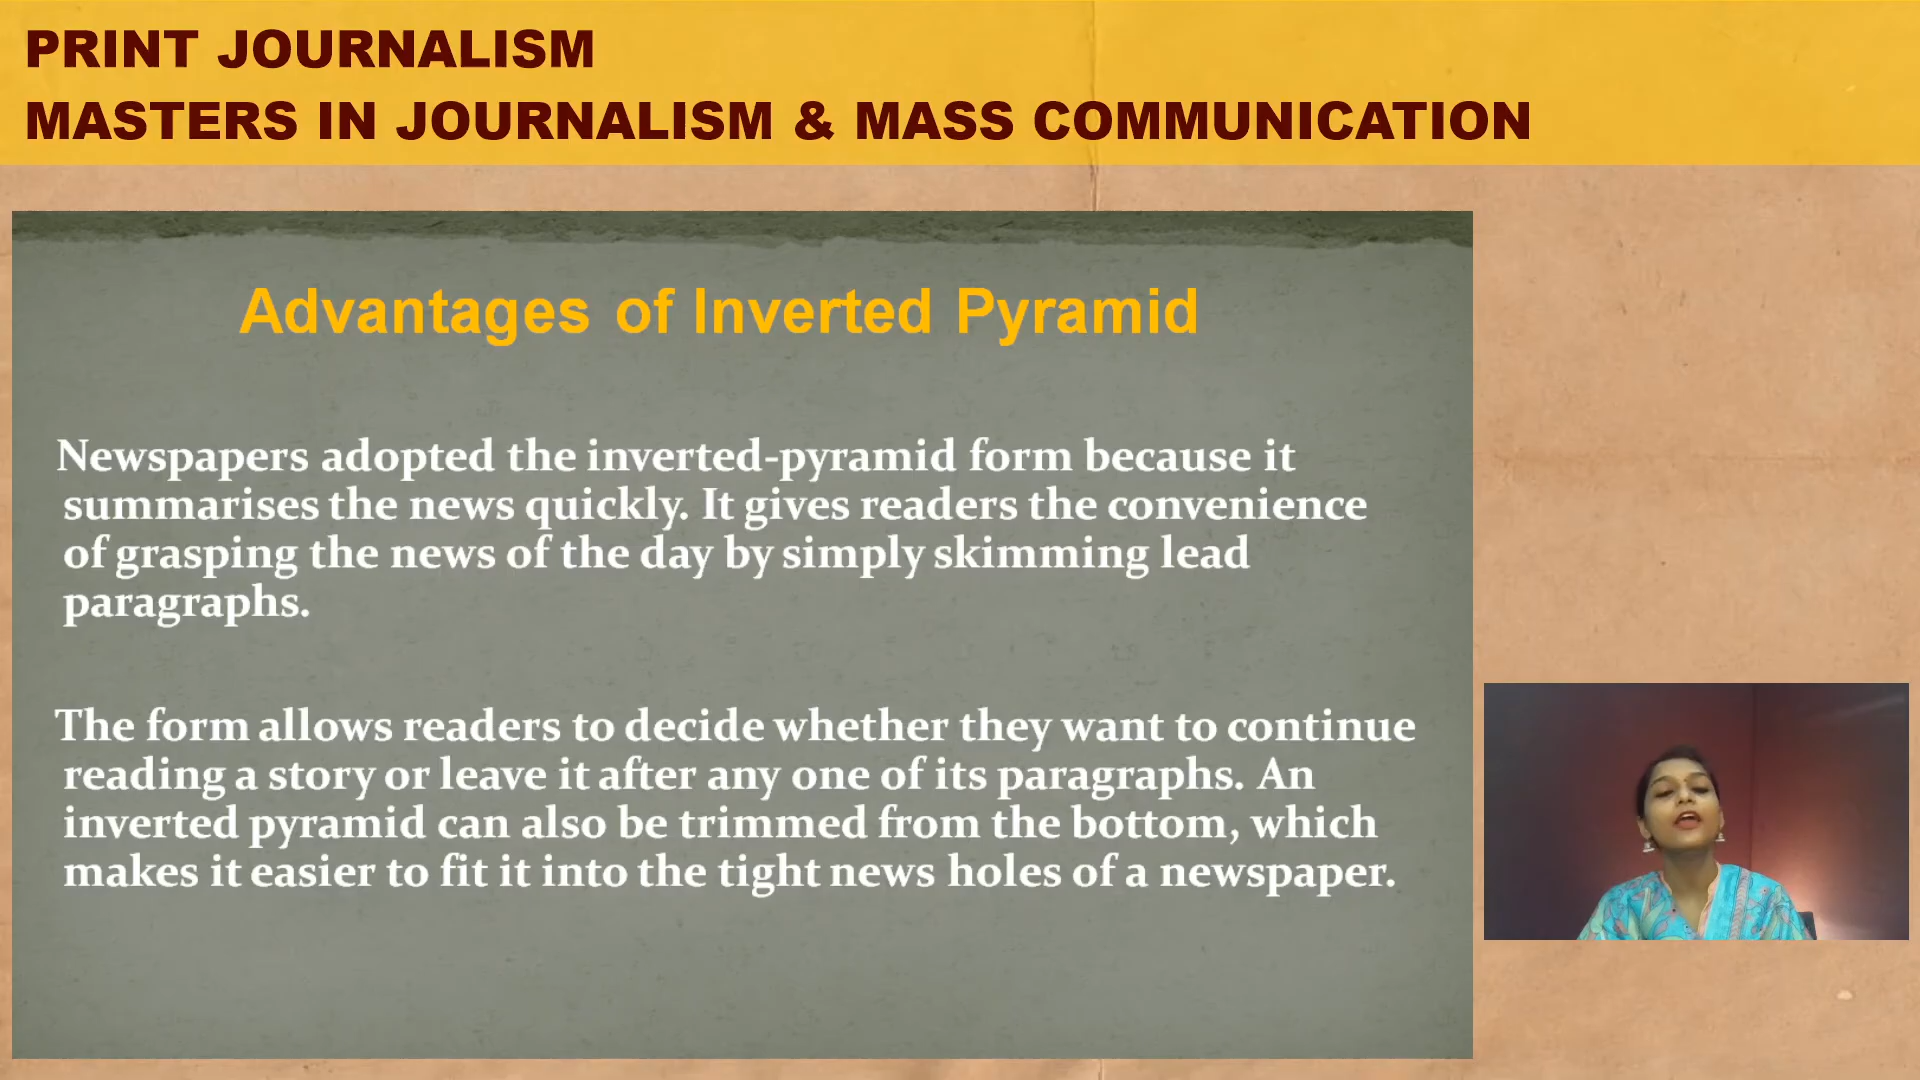 PRINT JOURNALISM
MASTERS IN JOURNALISM & MASS COMMUNICATION
Advantages of Inverted Pyramid
Newspapers adopted the inverted-pyramid form because it
summarises the news quickly. It gives readers the convenience
of grasping the news of the day by simply skimming lead
paragraphs.
The form allows readers to decide whether they want to continue
reading a story or leave it after any one of its paragraphs. An
inverted pyramid can also be trimmed from the bottom, which
makes it easier to fit it into the tight news holes of a newspaper.